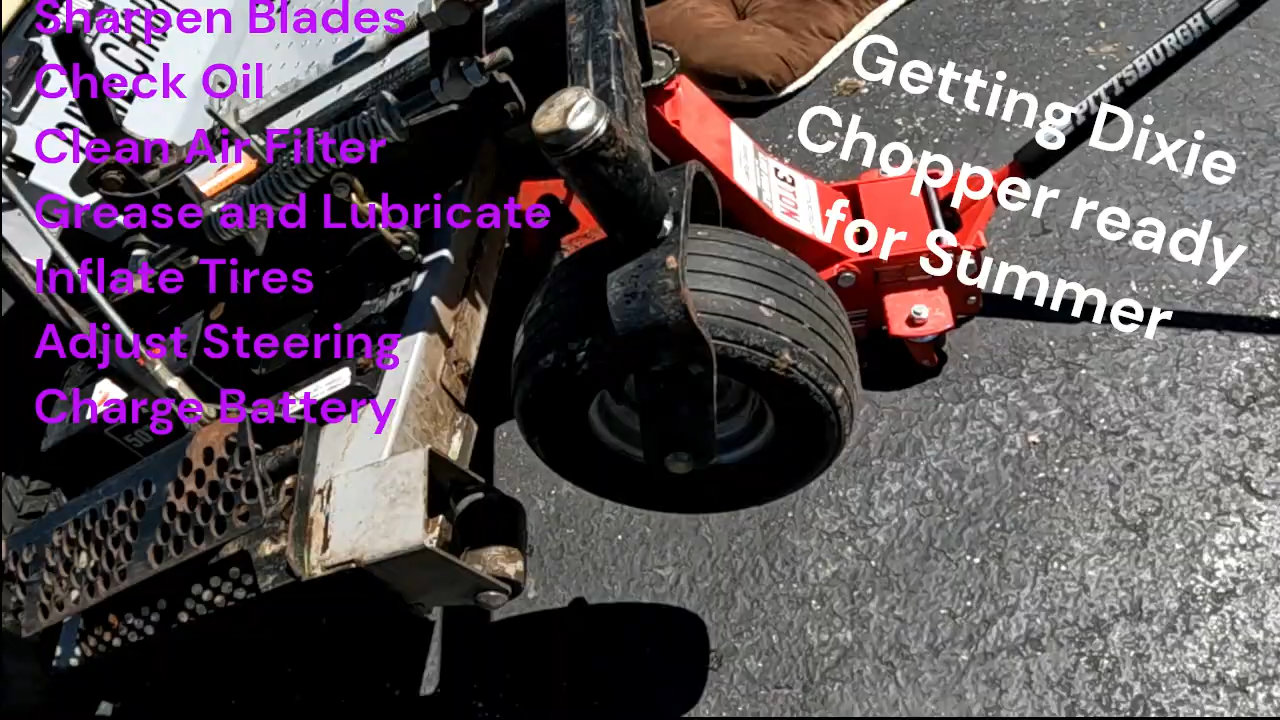 Sharpen Blades
Check Oil
Clean Air Filter
Grease and Lubricate
Inflate Tires
Adjust Steering
Charge Battery
Getting Dixie
Chopper ready
for Summer
PITTSBURGH
3 TON
50